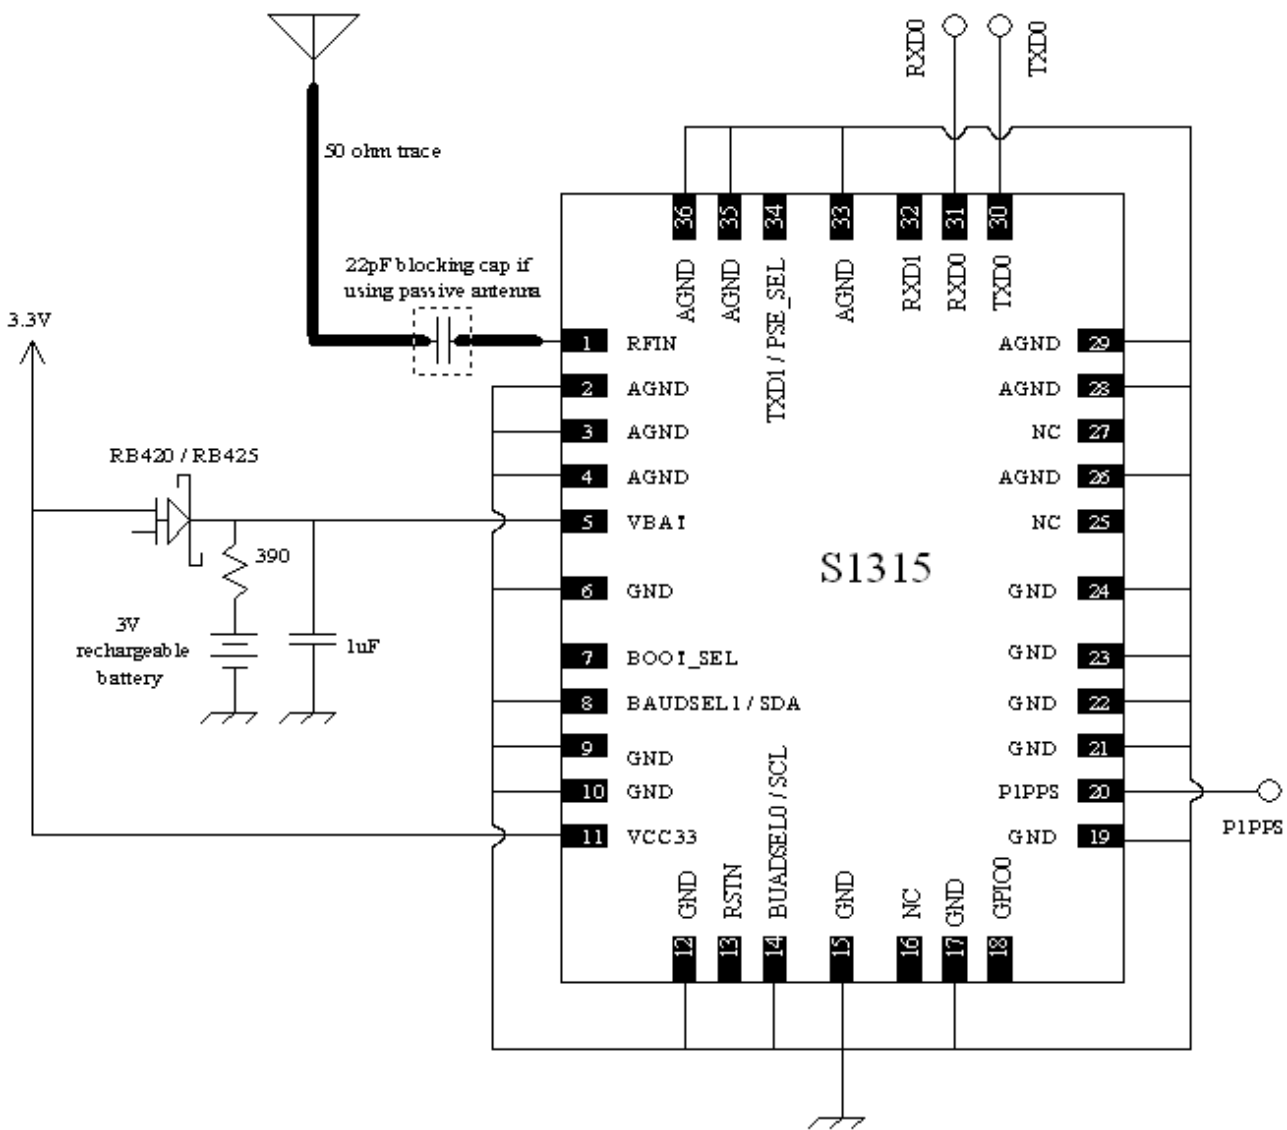 RXD0
TXD0
50 ohm trace
36
35
34
33
32
31
30
AGND
AGND
TXD1 / PSE_SEL
AGND
RXD1
RXD0
TXD0
22pF blocking cap if
using passive antenna
3.3V
1 RFIN
2 AGND
3 AGND
4 AGND
5 VBAT
6 GND
7 BOOT_SEL
8 BAUDSEL1 / SDA
9 GND
10 GND
11 VCC33
RB420 / RB425
390
3V
rechargeable
battery
1uF
S1315
AGND 29
AGND 28
NC 27
AGND 26
NC 25
GND 24
GND 23
GND 22
GND 21
P1PPS 20
GND 19
P1PPS
GND
RSTN
BUADSEL0 / SCL
GND
NC
GND
GPIO0
12
13
14
15
16
17
18